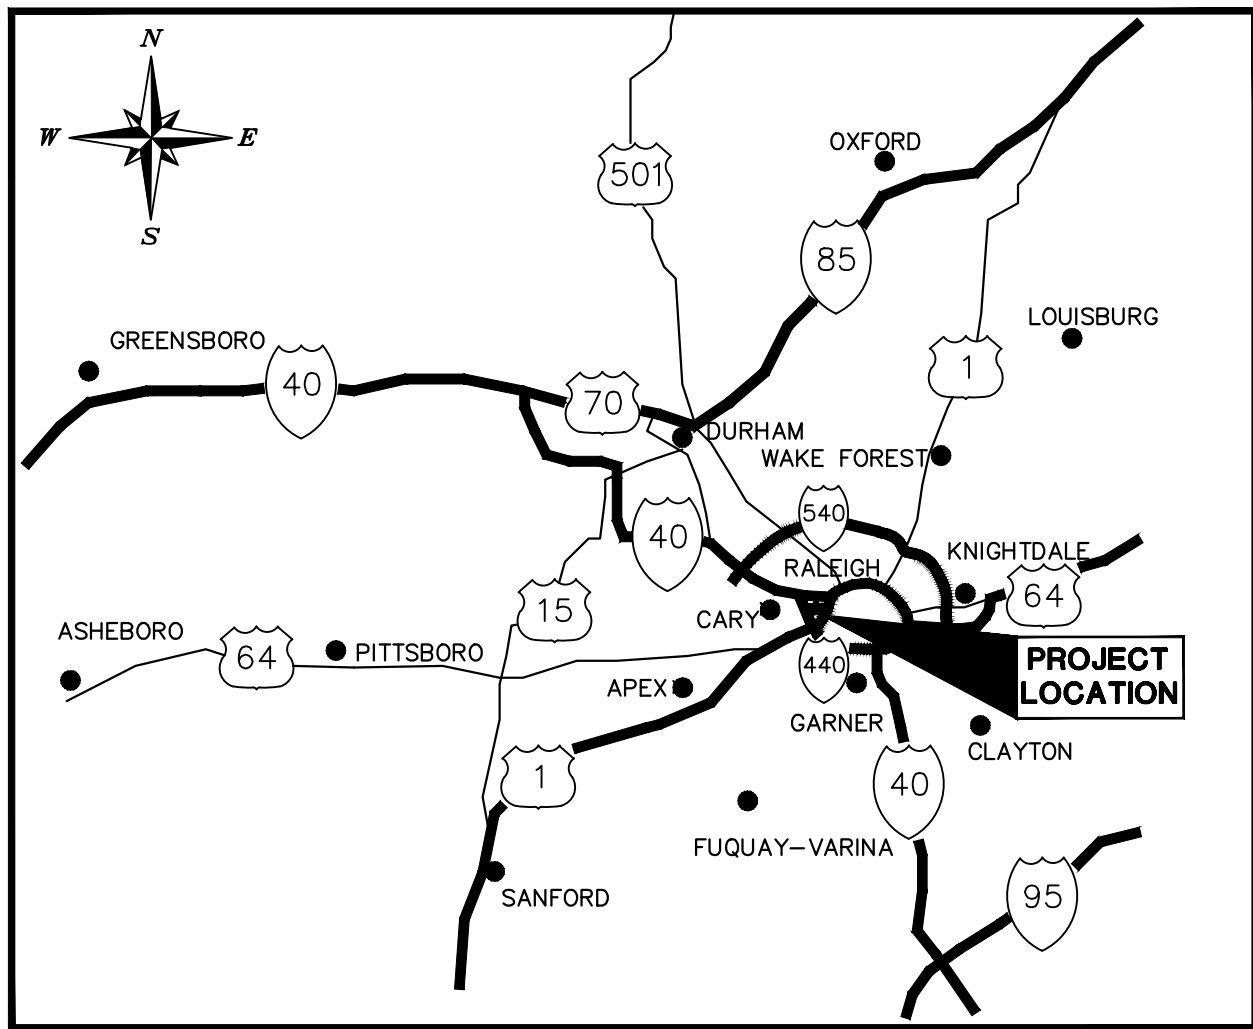 N
W
E
S
OXFORD
501
85
LOUISBURG
GREENSBORO
1
40
70
DURHAM
WAKE FOREST
540
40
KNIGHTDALE
RALEIGH
64
15
CARY
ASHEBORO
64
PITTSBORO
440
PROJECT
LOCATION
APEX
GARNER
CLAYTON
1
40
FUQUAY-VARINA
SANFORD
95